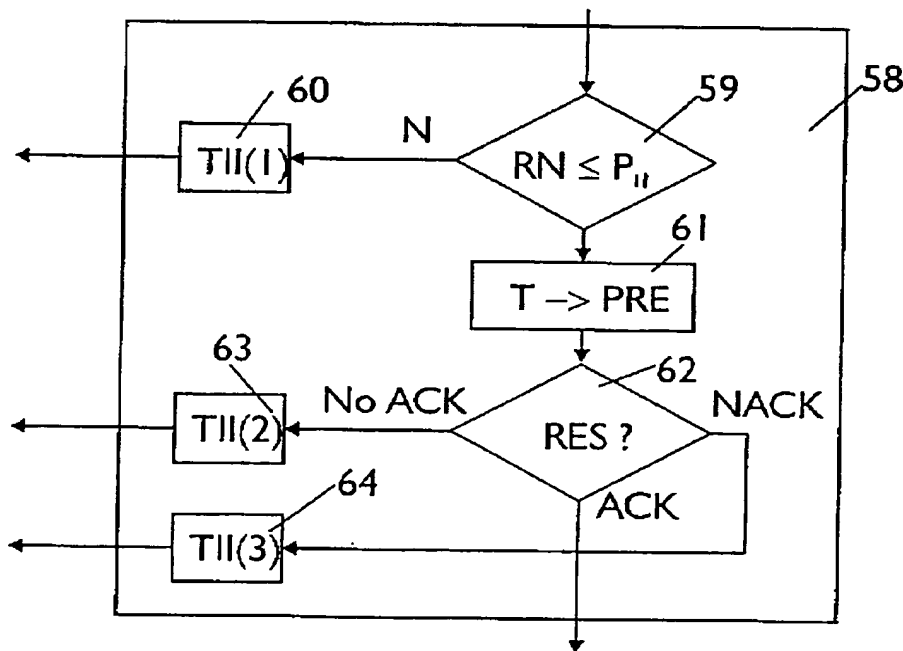 58
59
60
N
TII(1)
RN ≤ P_II
61
T –> PRE
62
63
No ACK
NACK
TII(2)
RES ?
64
ACK
TII(3)